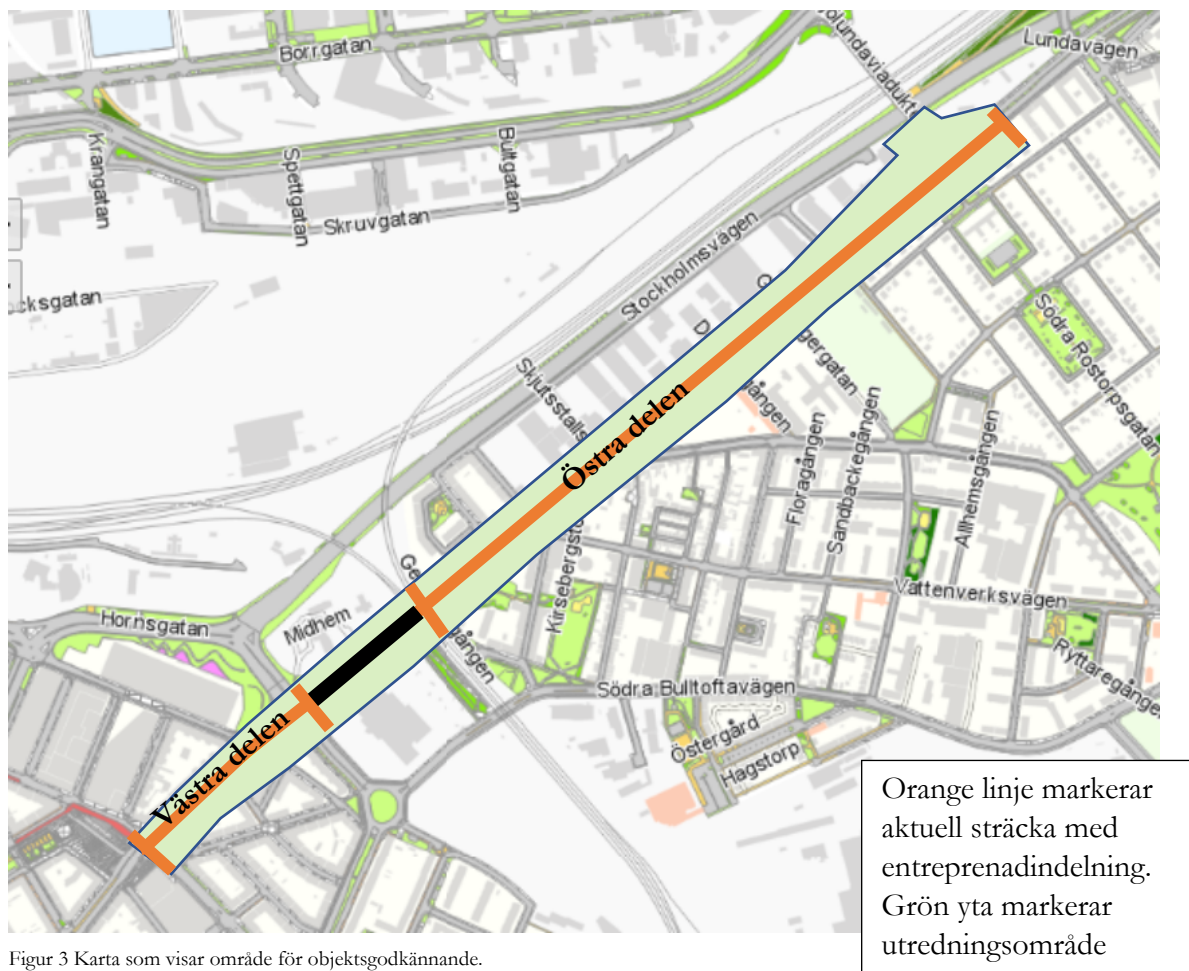 Borrgatan
Lundavägen
Krangatan
Spettgatan
Bultgatan
Skruvgatan
cksgatan
Stockholmsvägen
Södra Rostorpsgatan
Skjutsstalls
Östra delen
Floragången
Sandbackegången
Allhemsgången
Vattenverksvägen
Hornsgatan
Midhem
Ryttaregången
Södra Bulltoftavägen
Östergård
Hagstorp
Västra delen
Orange linje markerar
aktuell sträcka med
entreprenadindelning.
Grön yta markerar
utredningsområde
Figur 3 Karta som visar område för objektsgodkännande.